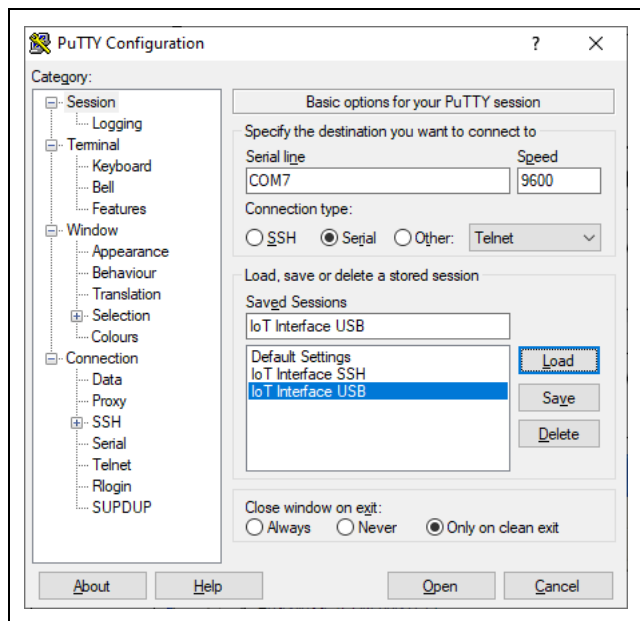 PuTTY Configuration ? ×
Category:
Session
Logging
Terminal
Keyboard
Bell
Features
Window
Appearance
Behaviour
Translation
Selection
Colours
Connection
Data
Proxy
SSH
Serial
Telnet
Rlogin
SUPDUP
Basic options for your PuTTY session
Specify the destination you want to connect to
Serial line Speed
COM7 9600
Connection type:
SSH Serial Other: Telnet
Load, save or delete a stored session
Saved Sessions
IoT Interface USB
Default Settings
IoT Interface SSH
IoT Interface USB
Load
Save
Delete
Close window on exit:
Always Never Only on clean exit
About Help Open Cancel